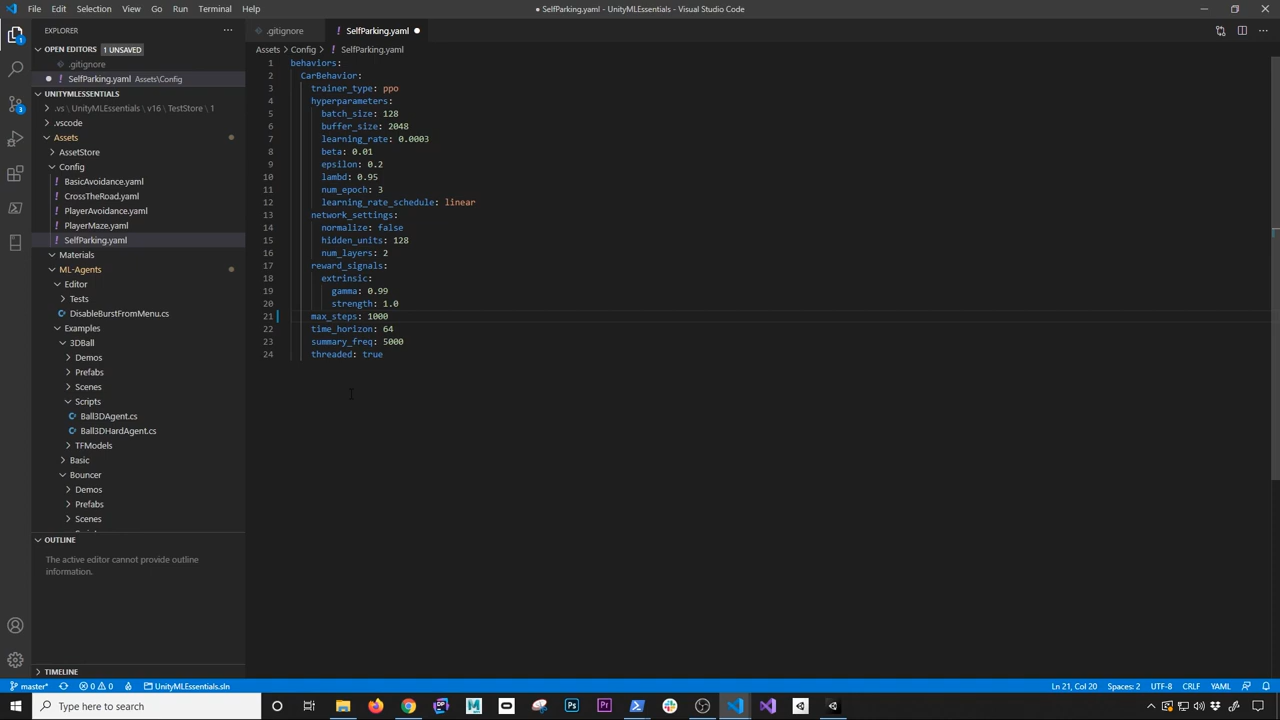 File Edit Selection View Go Run Terminal Help
● SelfParking.yaml - UnityMLEssentials - Visual Studio Code
EXPLORER
OPEN EDITORS 1 UNSAVED
.gitignore
SelfParking.yaml Assets\Config
UNITYMLESSENTIALS
.vs \ UnityMLEssentials \ v16 \ TestStore \ 1
.vscode
Assets
AssetStore
Config
BasicAvoidance.yaml
CrossTheRoad.yaml
PlayerAvoidance.yaml
PlayerMaze.yaml
SelfParking.yaml
Materials
ML-Agents
Editor
Tests
DisableBurstFromMenu.cs
Examples
3DBall
Demos
Prefabs
Scenes
Scripts
Ball3DAgent.cs
Ball3DHardAgent.cs
TFModels
Basic
Bouncer
Demos
Prefabs
Scenes
OUTLINE
The active editor cannot provide outline
information.
TIMELINE
.gitignore
SelfParking.yaml
Assets > Config > SelfParking.yaml
1 behaviors:
2 CarBehavior:
3 trainer_type: ppo
4 hyperparameters:
5 batch_size: 128
6 buffer_size: 2048
7 learning_rate: 0.0003
8 beta: 0.01
9 epsilon: 0.2
10 lambd: 0.95
11 num_epoch: 3
12 learning_rate_schedule: linear
13 network_settings:
14 normalize: false
15 hidden_units: 128
16 num_layers: 2
17 reward_signals:
18 extrinsic:
19 gamma: 0.99
20 strength: 1.0
21 max_steps: 1000
22 time_horizon: 64
23 summary_freq: 5000
24 threaded: true
master* 0 0 UnityMLEssentials.sln
Ln 21, Col 20 Spaces: 2 UTF-8 CRLF YAML
Type here to search